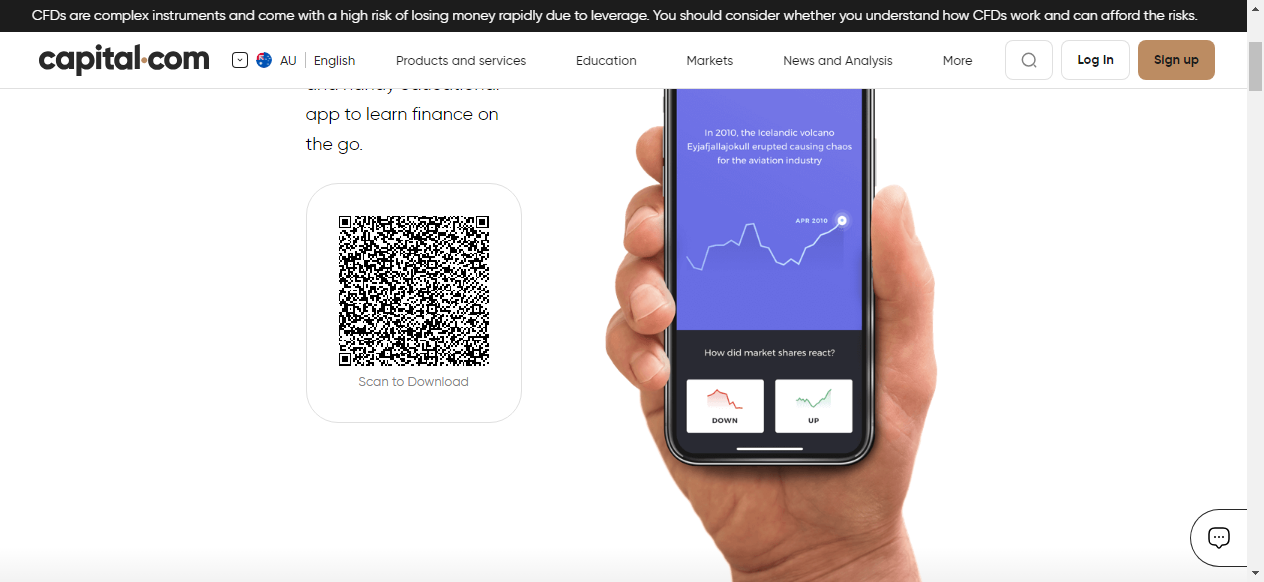 CFDs are complex instruments and come with a high risk of losing money rapidly due to leverage. You should consider whether you understand how CFDs work and can afford the risks.
capital.com AU English Products and services Education Markets News and Analysis More Log In Sign up
and handy educational
app to learn finance on
the go.
Scan to Download
In 2010, the Icelandic volcano
Eyjafjallajokull erupted causing chaos
for the aviation industry
APR 2010
How did market shares react?
DOWN UP